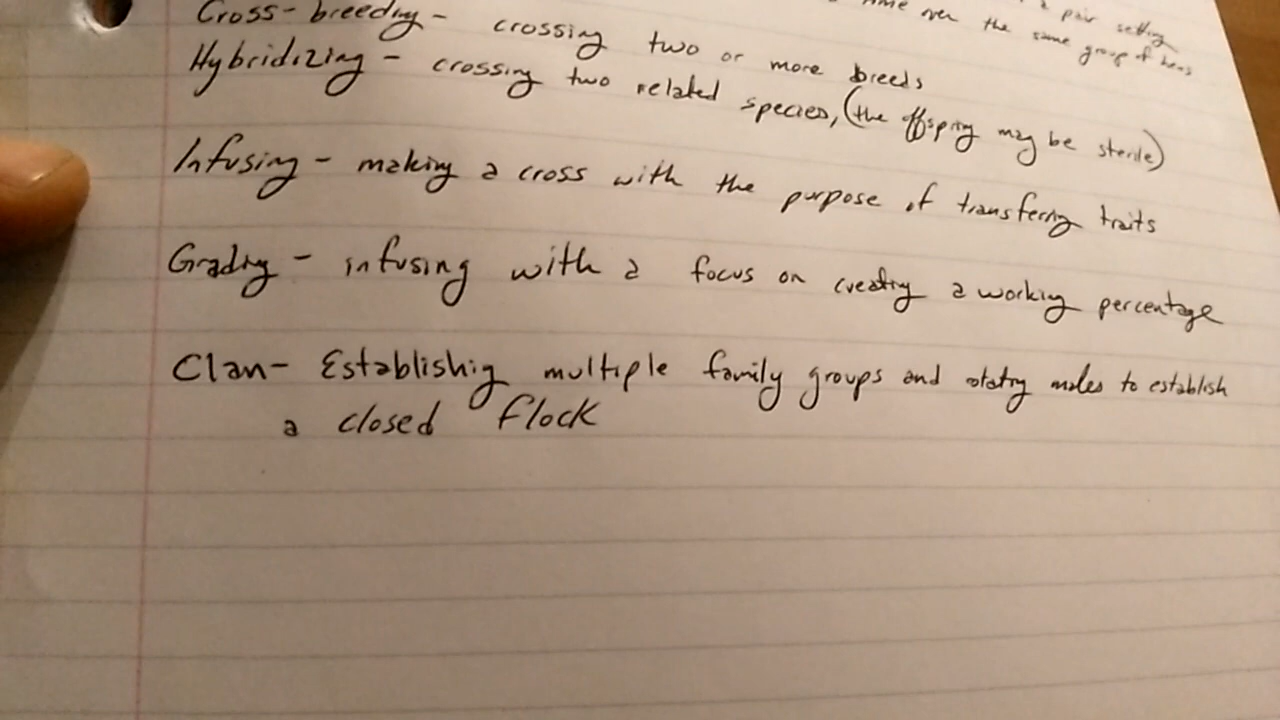 a pair setting
time over the same group of hens
Cross-breeding - crossing two or more breeds
Hybridizing - crossing two related species, (the offspring may be sterile)
Infusing - making a cross with the purpose of transferring traits
Grading - infusing with a focus on creating a working percentage
Clan- Establishing multiple family groups and rotating males to establish
a closed flock